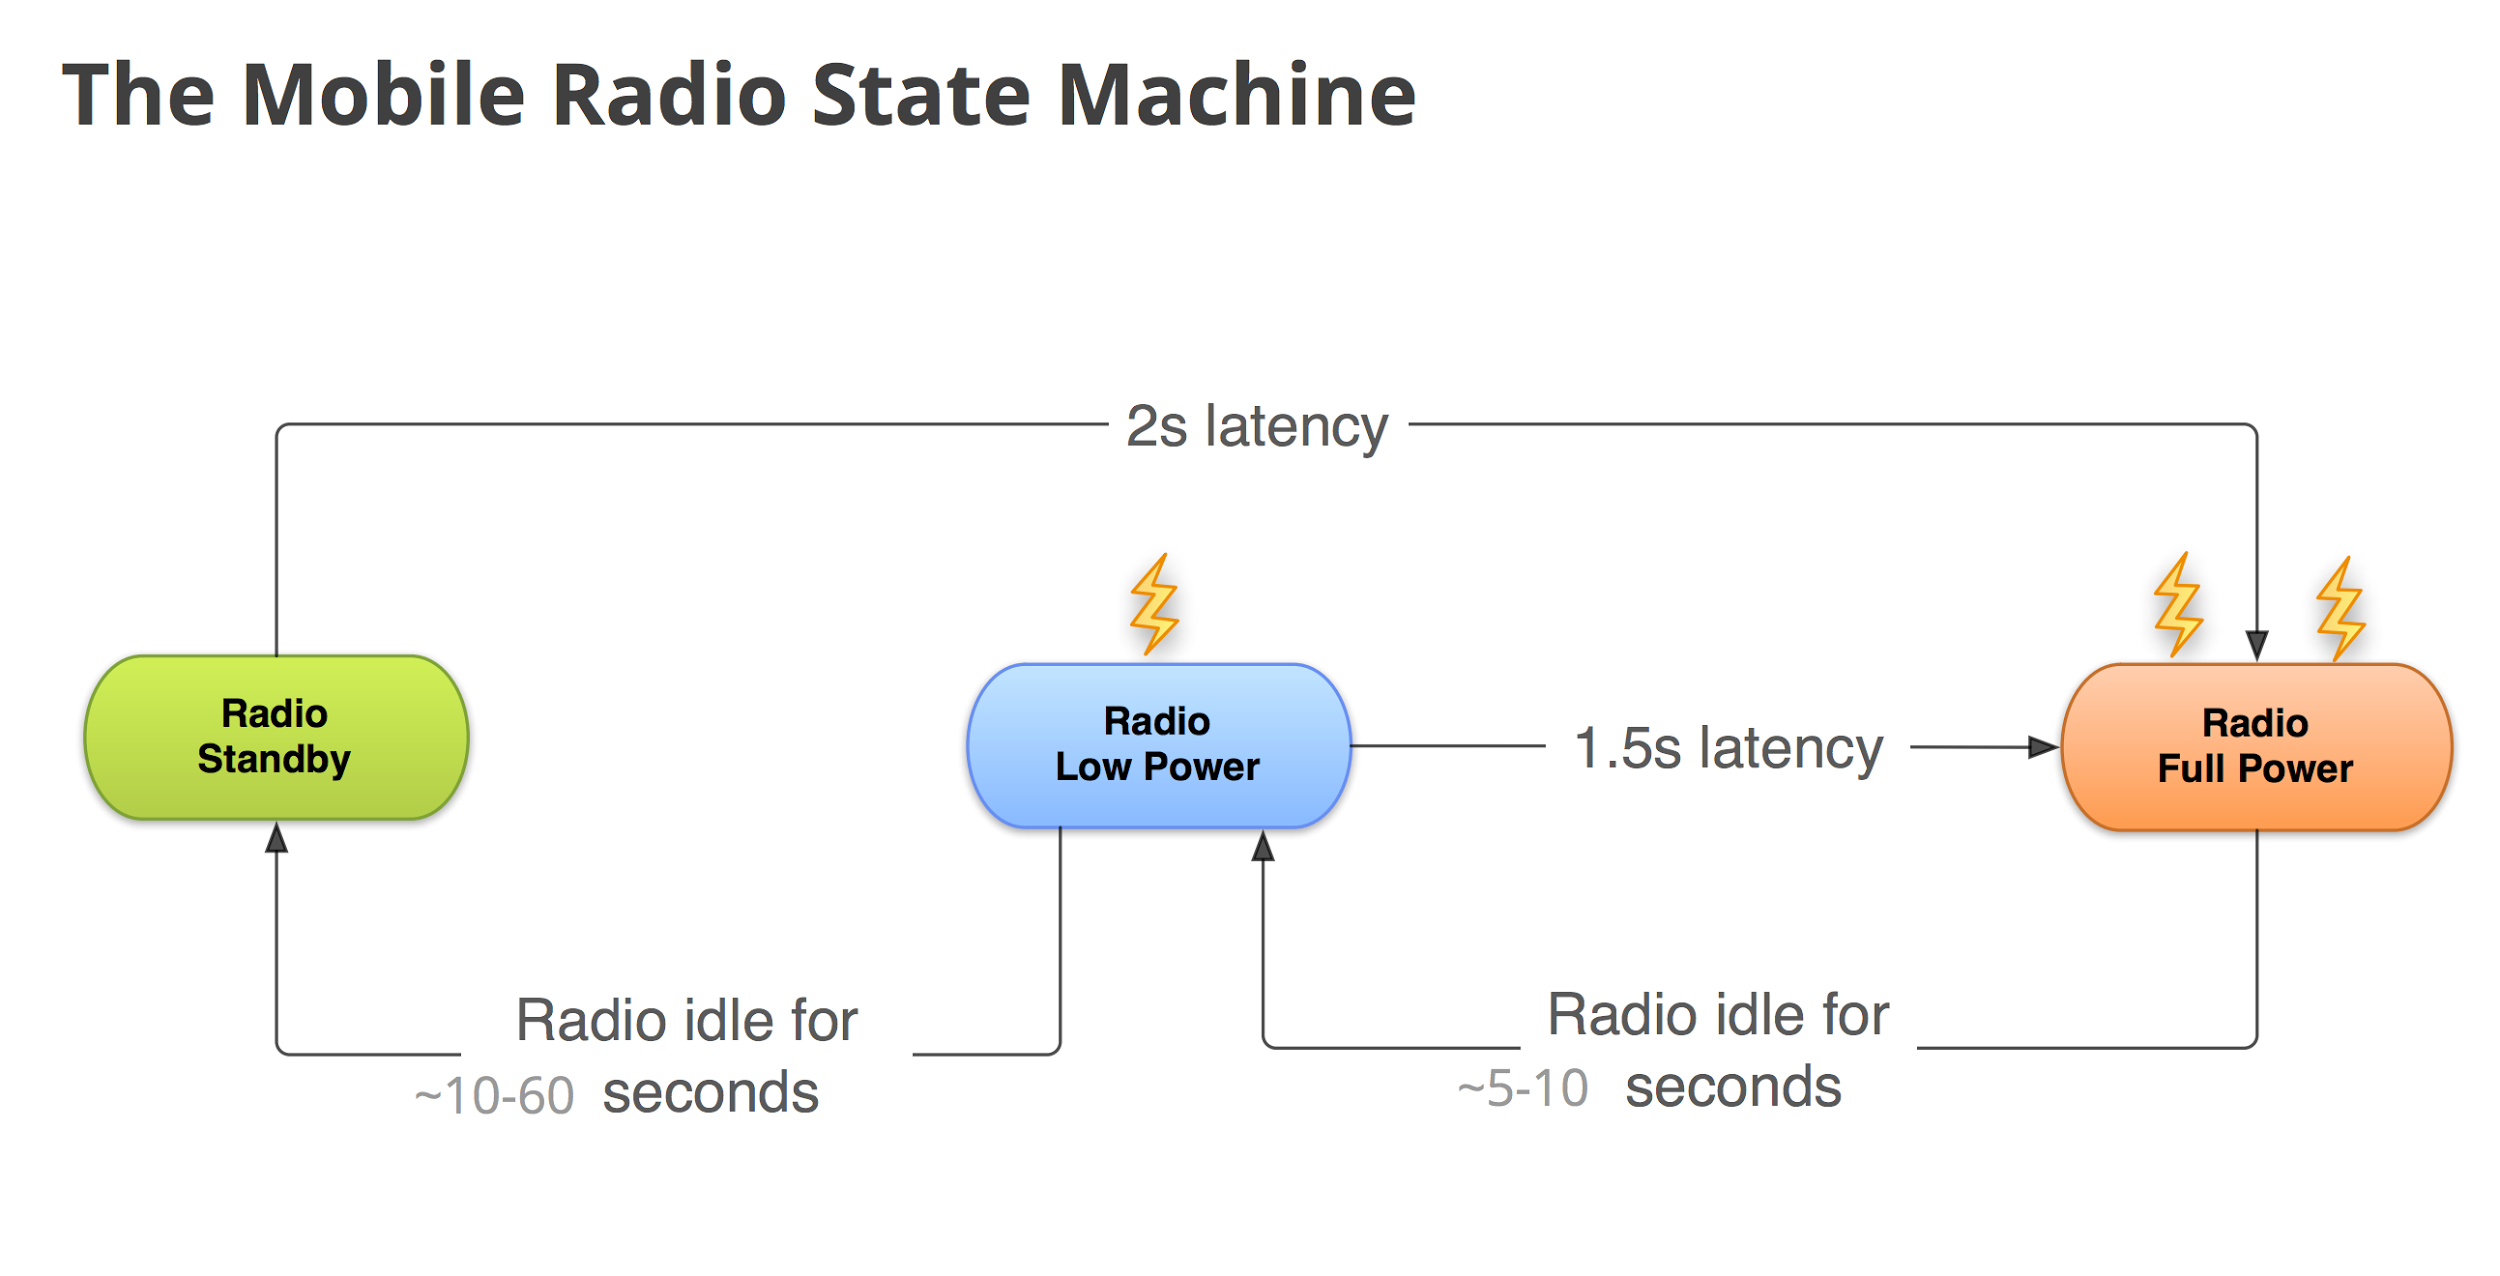 The Mobile Radio State Machine
2s latency
Radio
Standby
Radio
Low Power
1.5s latency
Radio
Full Power
Radio idle for
~10-60 seconds
Radio idle for
~5-10 seconds